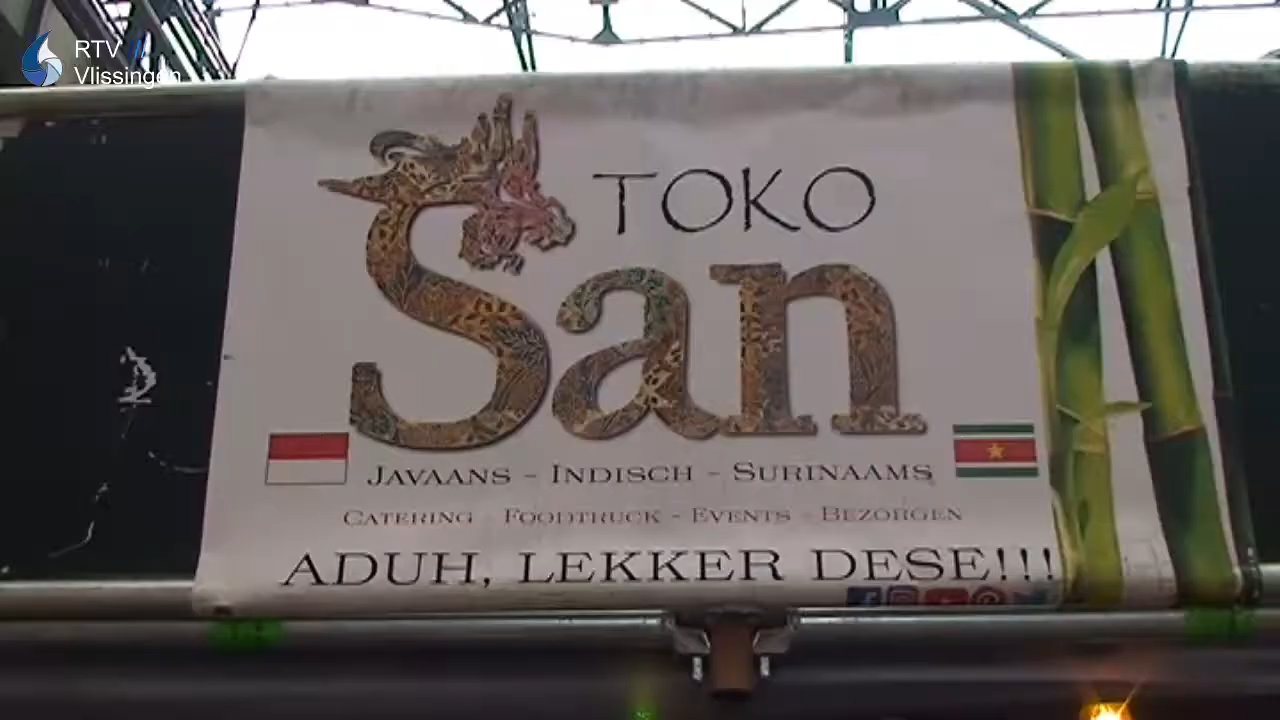 RTV
Vlissingen
TOKO
San
JAVAANS - INDISCH - SURINAAMS
CATERING - FOODTRUCK - EVENTS - BEZORGEN
ADUH, LEKKER DESE!!!